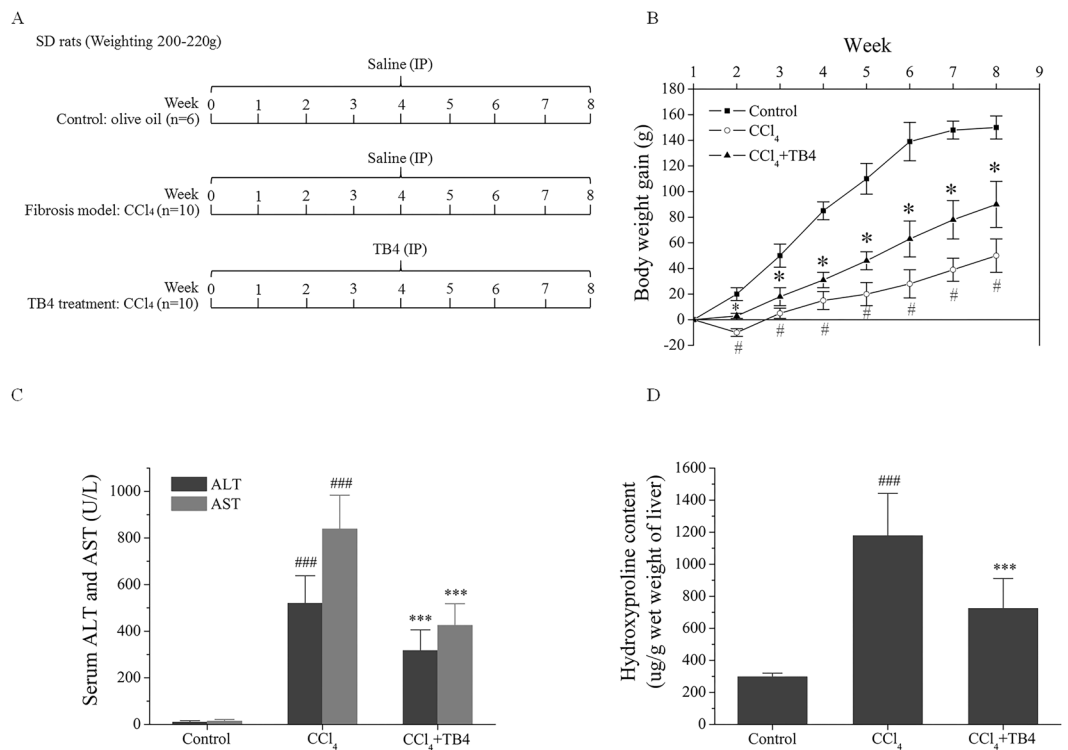 A
SD rats (Weighting 200-220g)
Saline (IP)
Week
0 1 2 3 4 5 6 7 8
Control: olive oil (n=6)
Saline (IP)
Week
0 1 2 3 4 5 6 7 8
Fibrosis model: CCl₄ (n=10)
TB4 (IP)
Week
0 1 2 3 4 5 6 7 8
TB4 treatment: CCl₄ (n=10)
B
Week
1 2 3 4 5 6 7 8 9
Body weight gain (g)
180
160
140
120
100
80
60
40
20
0
-20
Control
CCl₄
CCl₄+TB4
* * * * * * *
# # # # # # #
C
Serum ALT and AST (U/L)
1000
800
600
400
200
0
ALT
AST
### ###
*** ***
Control CCl₄ CCl₄+TB4
D
Hydroxyproline content
(ug/g wet weight of liver)
1600
1400
1200
1000
800
600
400
200
0
###
***
Control CCl₄ CCl₄+TB4